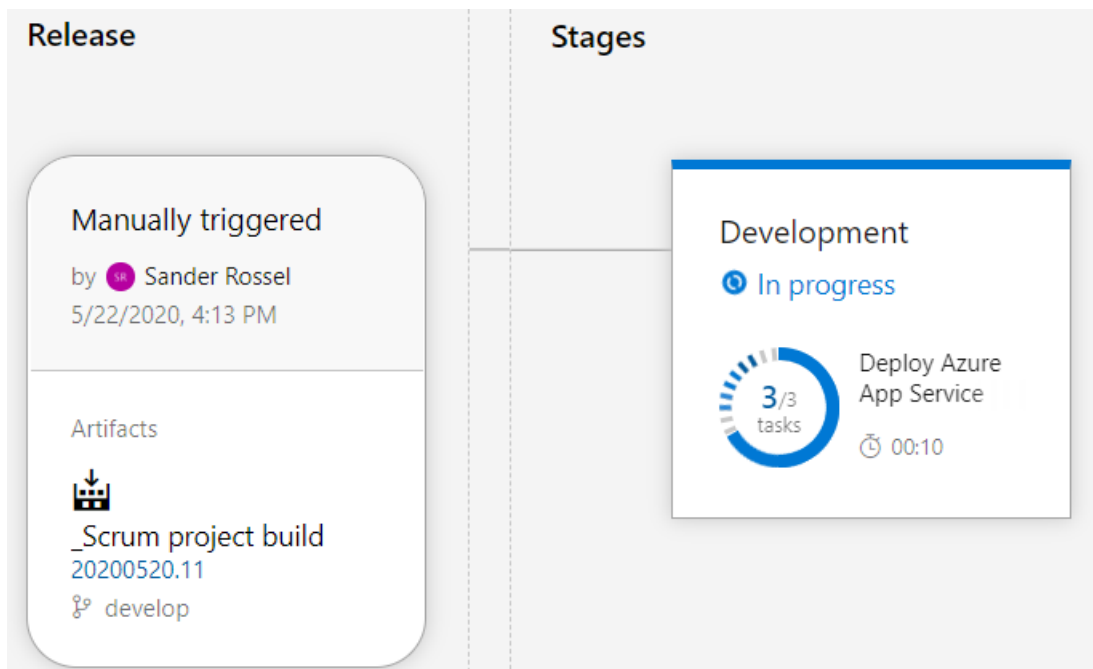 Release
Stages
Manually triggered
by SR Sander Rossel
5/22/2020, 4:13 PM
Artifacts
_Scrum project build
20200520.11
develop
Development
In progress
3/3
tasks
Deploy Azure
App Service
00:10